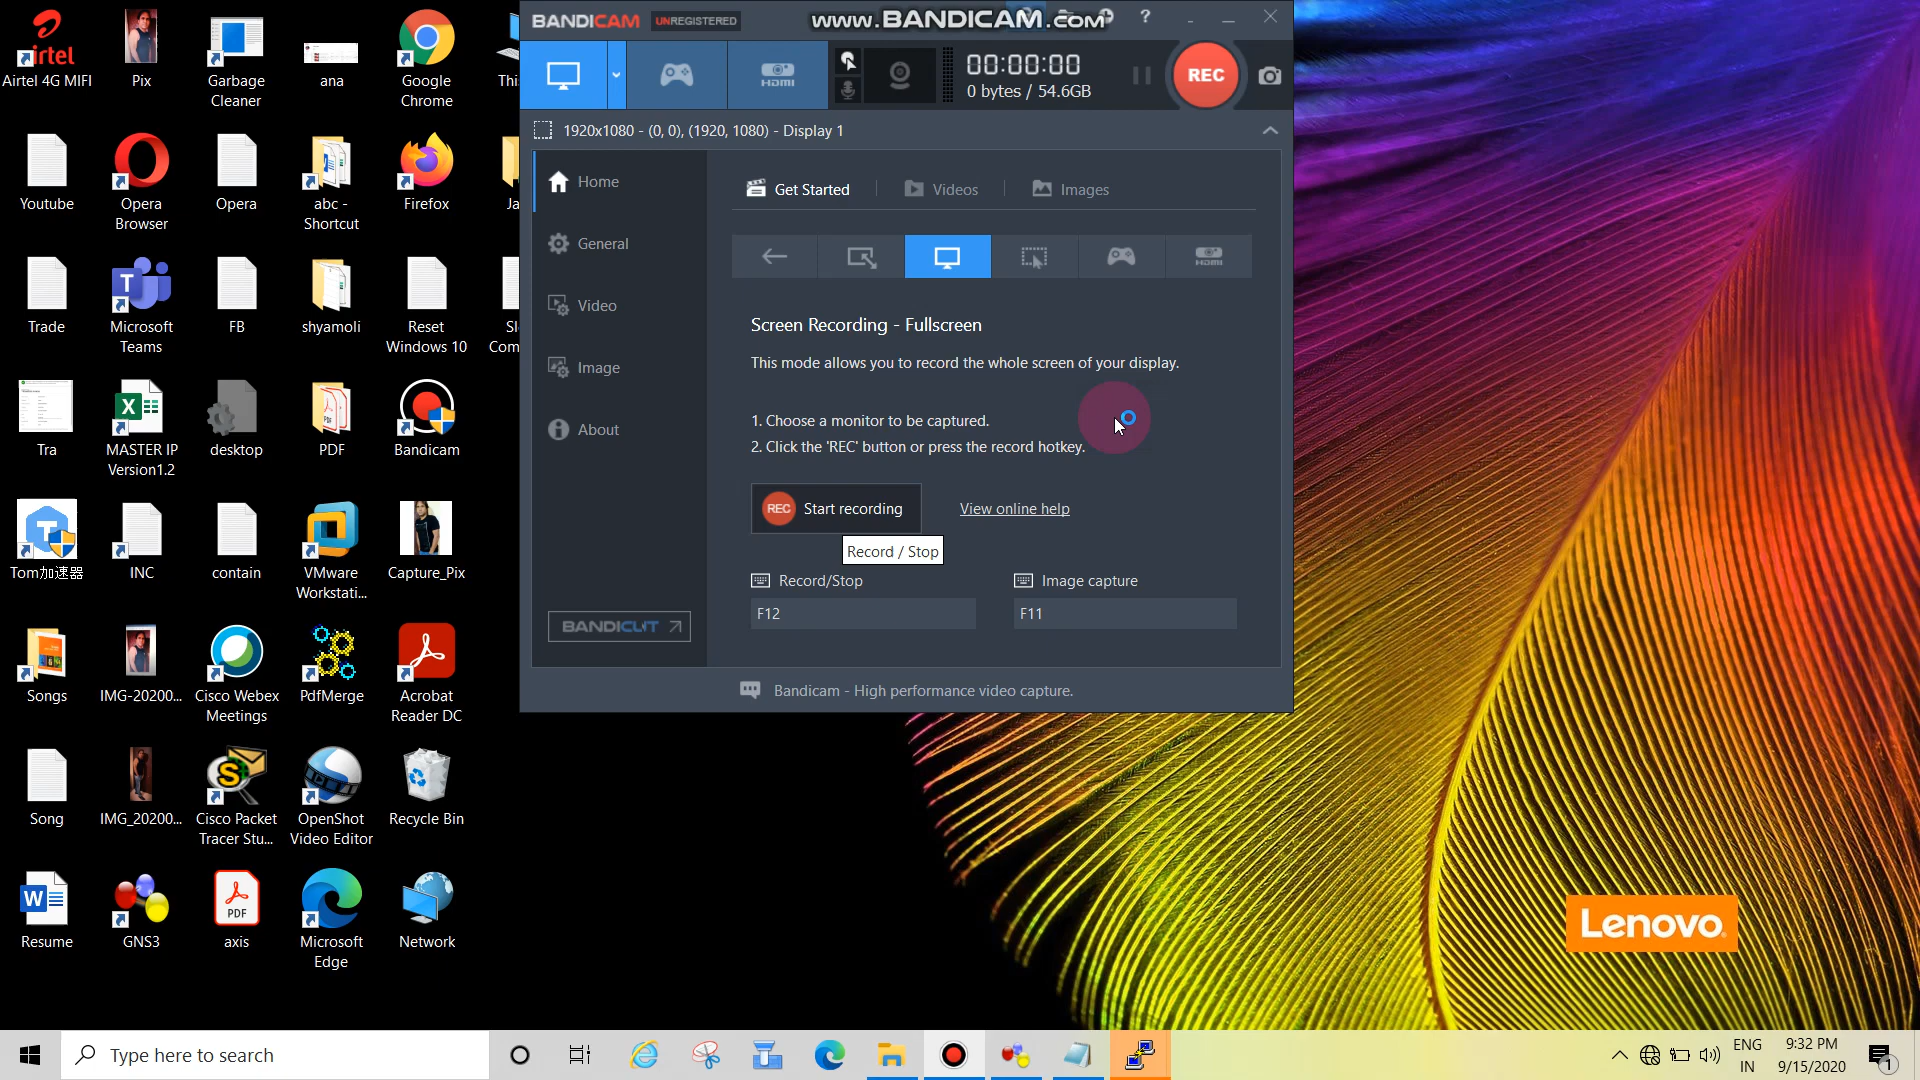 BANDICAM UNREGISTERED
www.BANDICAM.com
00:00:00
0 bytes / 54.6GB
REC
HDMI
1920x1080 - (0, 0), (1920, 1080) - Display 1
Home
General
Video
Image
About
BANDICUT
Get Started
Videos
Images
HDMI
Screen Recording - Fullscreen
This mode allows you to record the whole screen of your display.
1. Choose a monitor to be captured.
2. Click the 'REC' button or press the record hotkey.
REC Start recording
View online help
Record / Stop
Record/Stop
Image capture
F12
F11
Bandicam - High performance video capture.
airtel
Airtel 4G MIFI
Pix
Garbage
Cleaner
ana
Google
Chrome
Thi
Youtube
Opera
Browser
Opera
abc -
Shortcut
Firefox
Ja
Trade
Microsoft
Teams
FB
shyamoli
Reset
Windows 10
Sl
Com
Tra
MASTER IP
Version1.2
desktop
PDF
Bandicam
Tom加速器
INC
contain
VMware
Workstati...
Capture_Pix
Songs
IMG-20200...
Cisco Webex
Meetings
PdfMerge
Acrobat
Reader DC
Song
IMG_20200...
Cisco Packet
Tracer Stu...
OpenShot
Video Editor
Recycle Bin
Resume
GNS3
PDF
axis
Microsoft
Edge
Network
Lenovo
Type here to search
ENG
IN
9:32 PM
9/15/2020
1